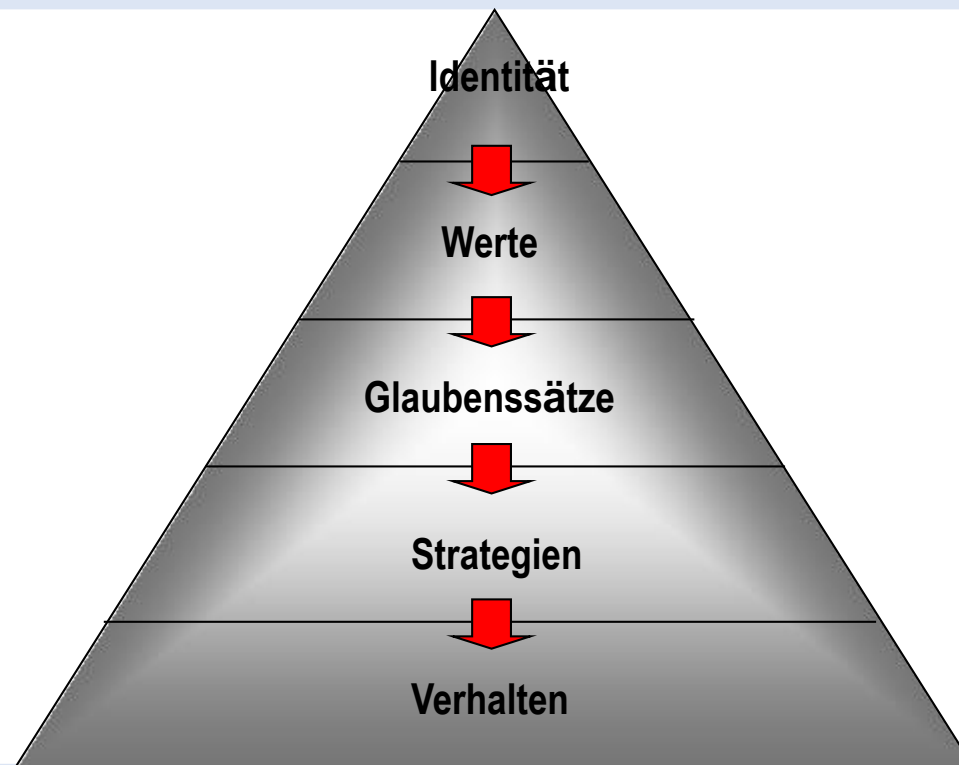 Identität
Werte
Glaubenssätze
Strategien
Verhalten